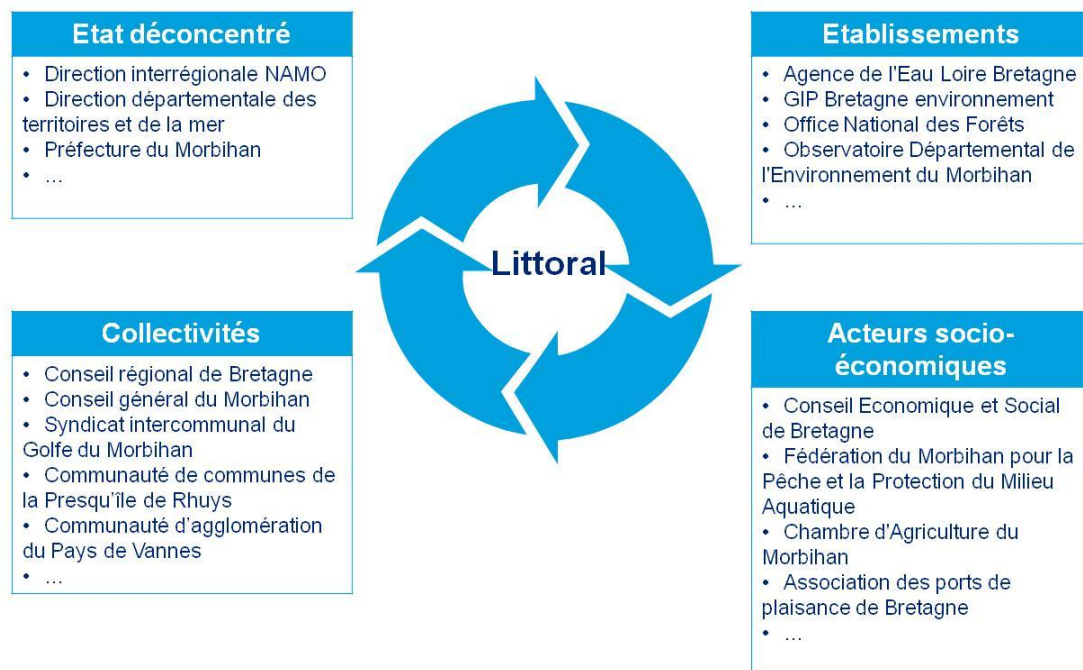 Etat déconcentré
• Direction interrégionale NAMO
• Direction départementale des
territoires et de la mer
• Préfecture du Morbihan
• ...
Etablissements
• Agence de l'Eau Loire Bretagne
• GIP Bretagne environnement
• Office National des Forêts
• Observatoire Départemental de
l'Environnement du Morbihan
• ...
Littoral
Collectivités
• Conseil régional de Bretagne
• Conseil général du Morbihan
• Syndicat intercommunal du
Golfe du Morbihan
• Communauté de communes de
la Presqu'île de Rhuys
• Communauté d'agglomération
du Pays de Vannes
• ...
Acteurs socio-
économiques
• Conseil Economique et Social
de Bretagne
• Fédération du Morbihan pour la
Pêche et la Protection du Milieu
Aquatique
• Chambre d'Agriculture du
Morbihan
• Association des ports de
plaisance de Bretagne
• ...